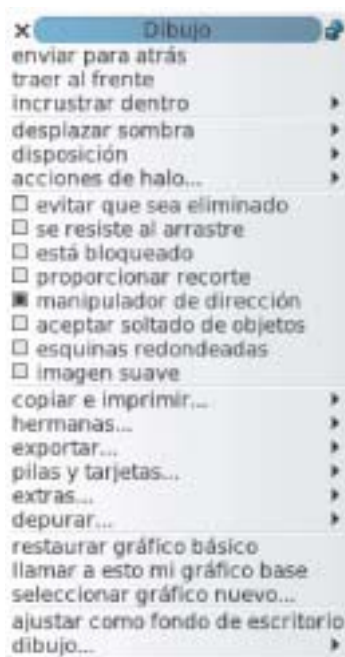 Dibujo
enviar para atrás
traer al frente
incrustrar dentro
desplazar sombra
disposición
acciones de halo...
evitar que sea eliminado
se resiste al arrastre
está bloqueado
proporcionar recorte
manipulador de dirección
aceptar soltado de objetos
esquinas redondeadas
imagen suave
copiar e imprimir...
hermanas...
exportar...
pilas y tarjetas...
extras...
depurar...
restaurar gráfico básico
llamar a esto mi gráfico base
seleccionar gráfico nuevo...
ajustar como fondo de escritorio
dibujo...